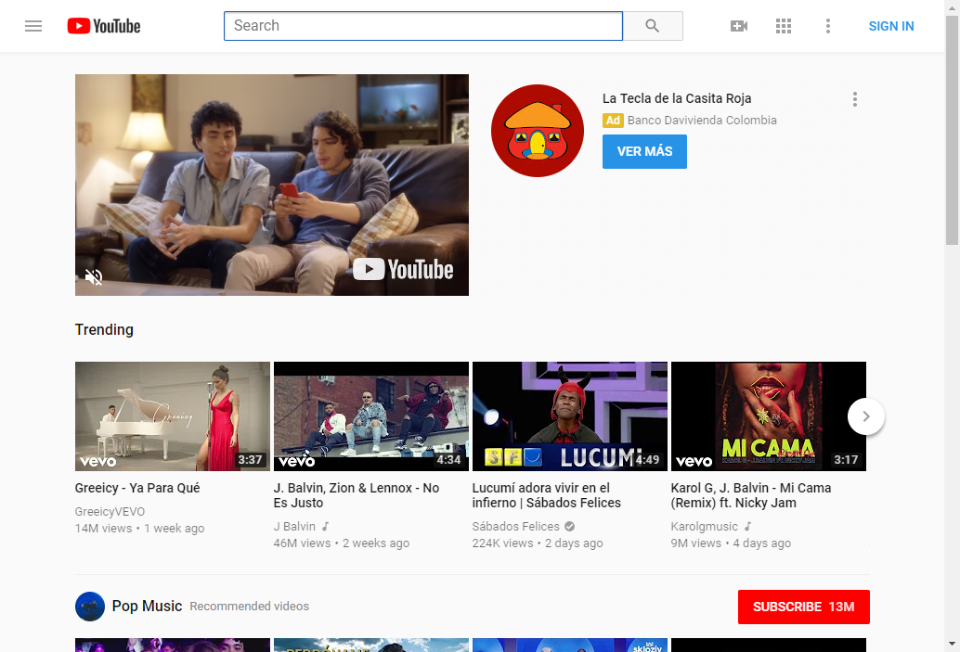 YouTube
Search
SIGN IN
YouTube
La Tecla de la Casita Roja
Ad Banco Davivienda Colombia
VER MÁS
Trending
Greeicy
vevo
3:37
vevo
4:34
SF
LUCUMÍ
4:49
vevo
MI CAMA
3:17
Greeicy - Ya Para Qué
GreeicyVEVO
14M views • 1 week ago
J. Balvin, Zion & Lennox - No
Es Justo
J Balvin
46M views • 2 weeks ago
Lucumí adora vivir en el
infierno | Sábados Felices
Sábados Felices
224K views • 2 days ago
Karol G, J. Balvin - Mi Cama
(Remix) ft. Nicky Jam
Karolgmusic
9M views • 4 days ago
Pop Music Recommended videos
SUBSCRIBE 13M